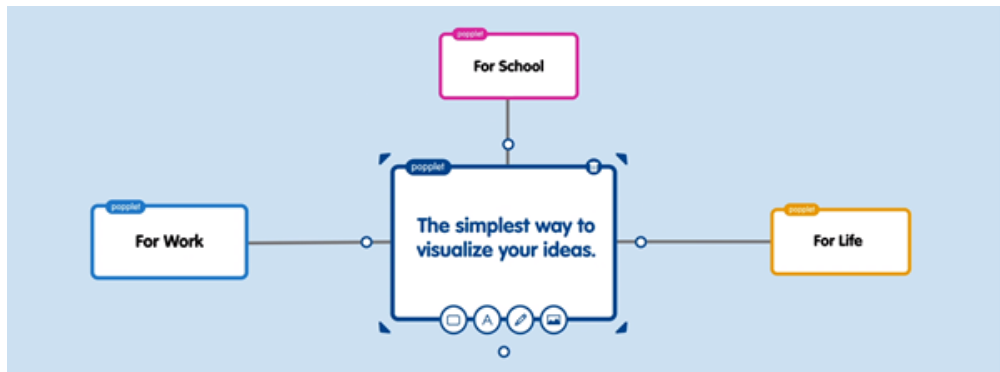 popplet
For School
popplet
The simplest way to
visualize your ideas.
popplet
For Work
popplet
For Life
A